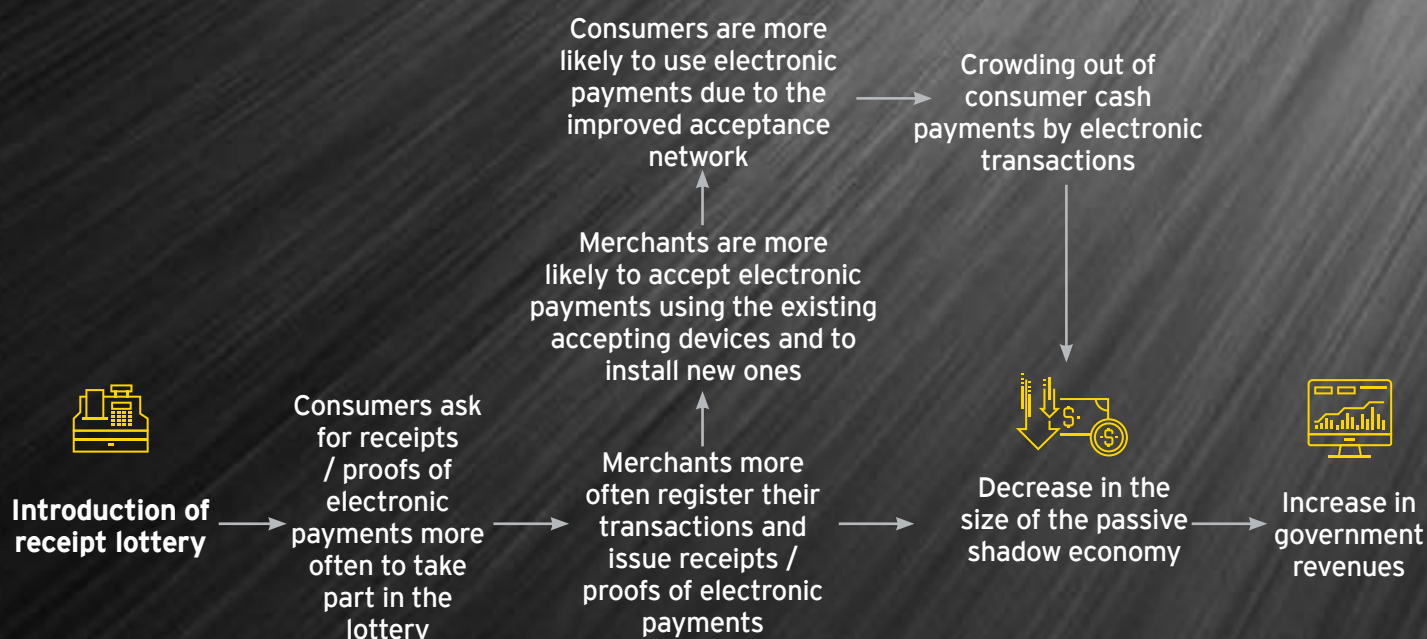 Introduction of
receipt lottery
Consumers ask
for receipts
/ proofs of
electronic
payments more
often to take
part in the
lottery
Merchants more
often register their
transactions and
issue receipts /
proofs of electronic
payments
Merchants are more
likely to accept electronic
payments using the existing
accepting devices and to
install new ones
Consumers are more
likely to use electronic
payments due to the
improved acceptance
network
Crowding out of
consumer cash
payments by electronic
transactions
$
$
Decrease in the
size of the passive
shadow economy
Increase in
government
revenues